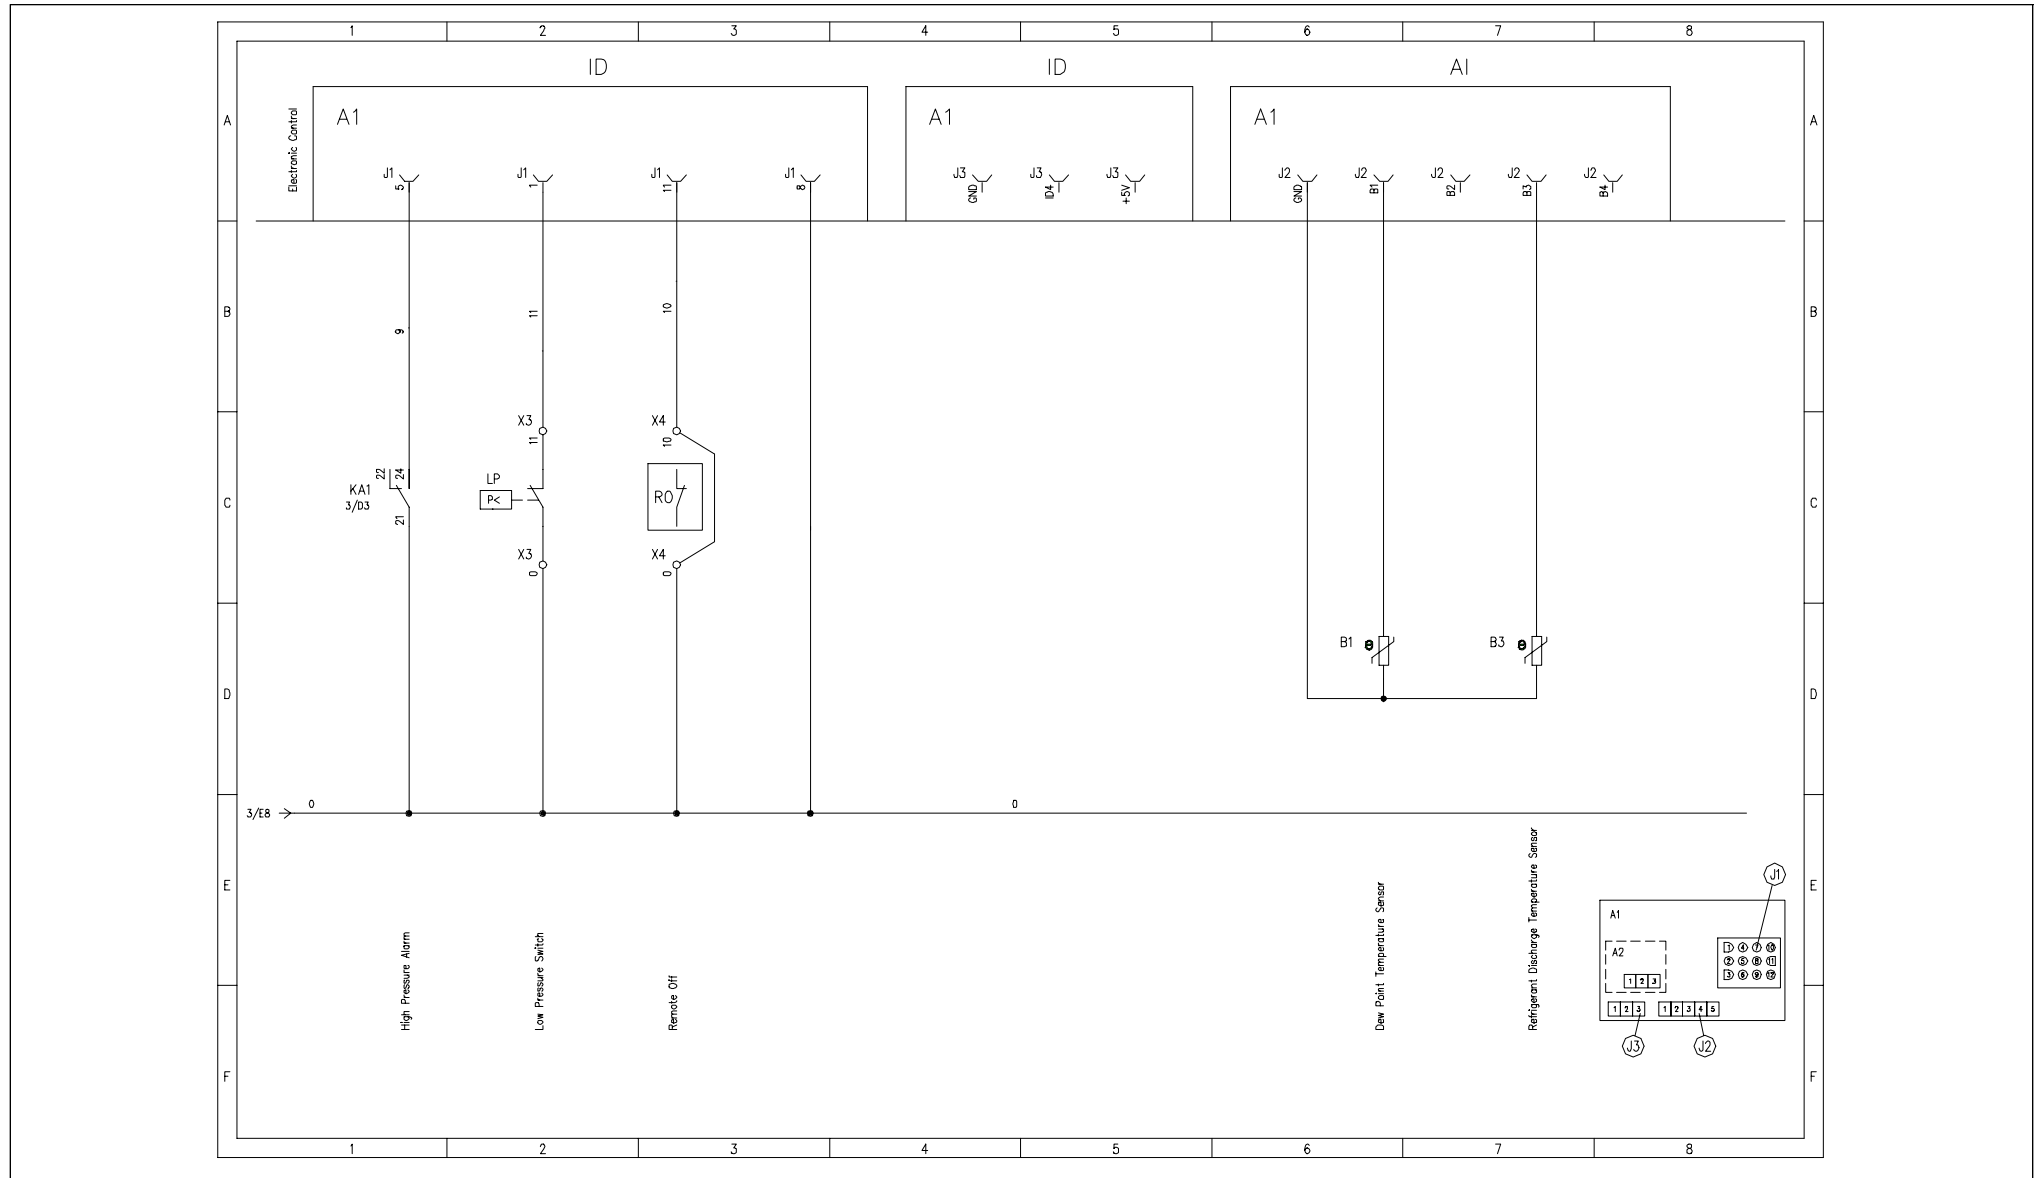 1 2 3 4 5 6 7 8
ID ID AI
A A
Electronic Control
A1 A1 A1
J1 J1 J1 J1 J3 J3 J3 J2 J2 J2 J2 J2
5 1 11 8 GND ID4 +5V GND B1 B2 B3 B4
B B
9 11 10
X3 X4
11 10
22 24
LP
KA1 P< RO
3/D3
C C
21
X3 X4
0 0
B1 θ B3 θ
D D
0 0
3/E8
J1
E E
High Pressure Alarm
Low Pressure Switch
Remote Off
Dew Point Temperature Sensor
Refrigerant Discharge Temperature Sensor
A1
A2
1 4 7 10
2 5 8 11
3 6 9 12
1 2 3
1 2 3 1 2 3 4 5
J3 J2
F F
1 2 3 4 5 6 7 8